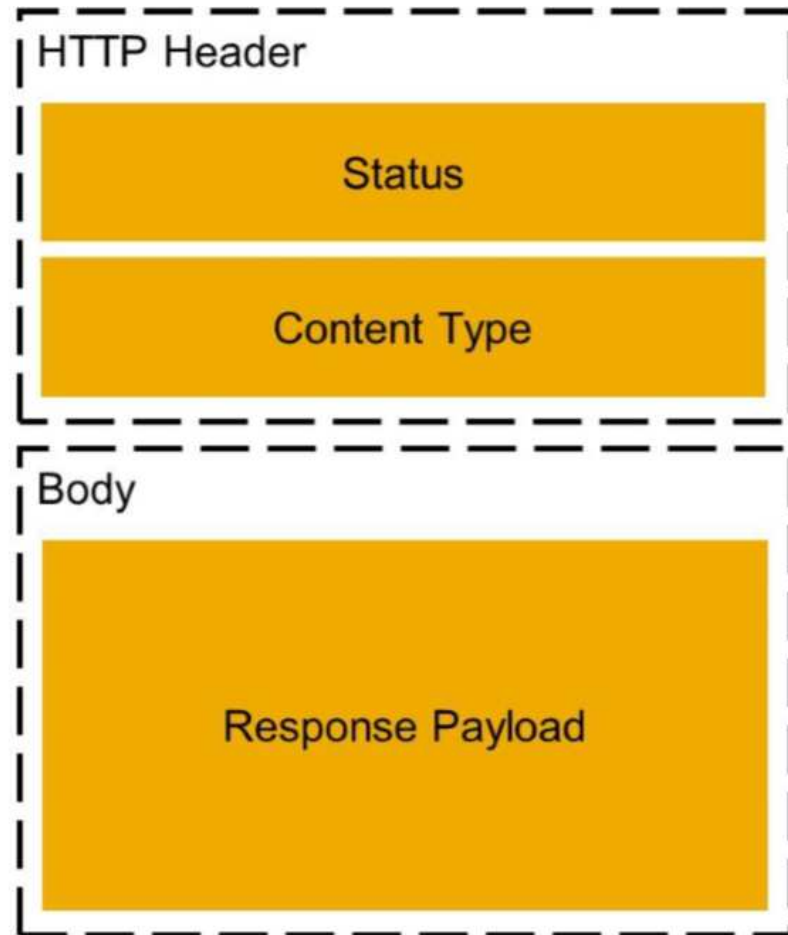 HTTP Header
Status
Content Type
Body
Response Payload